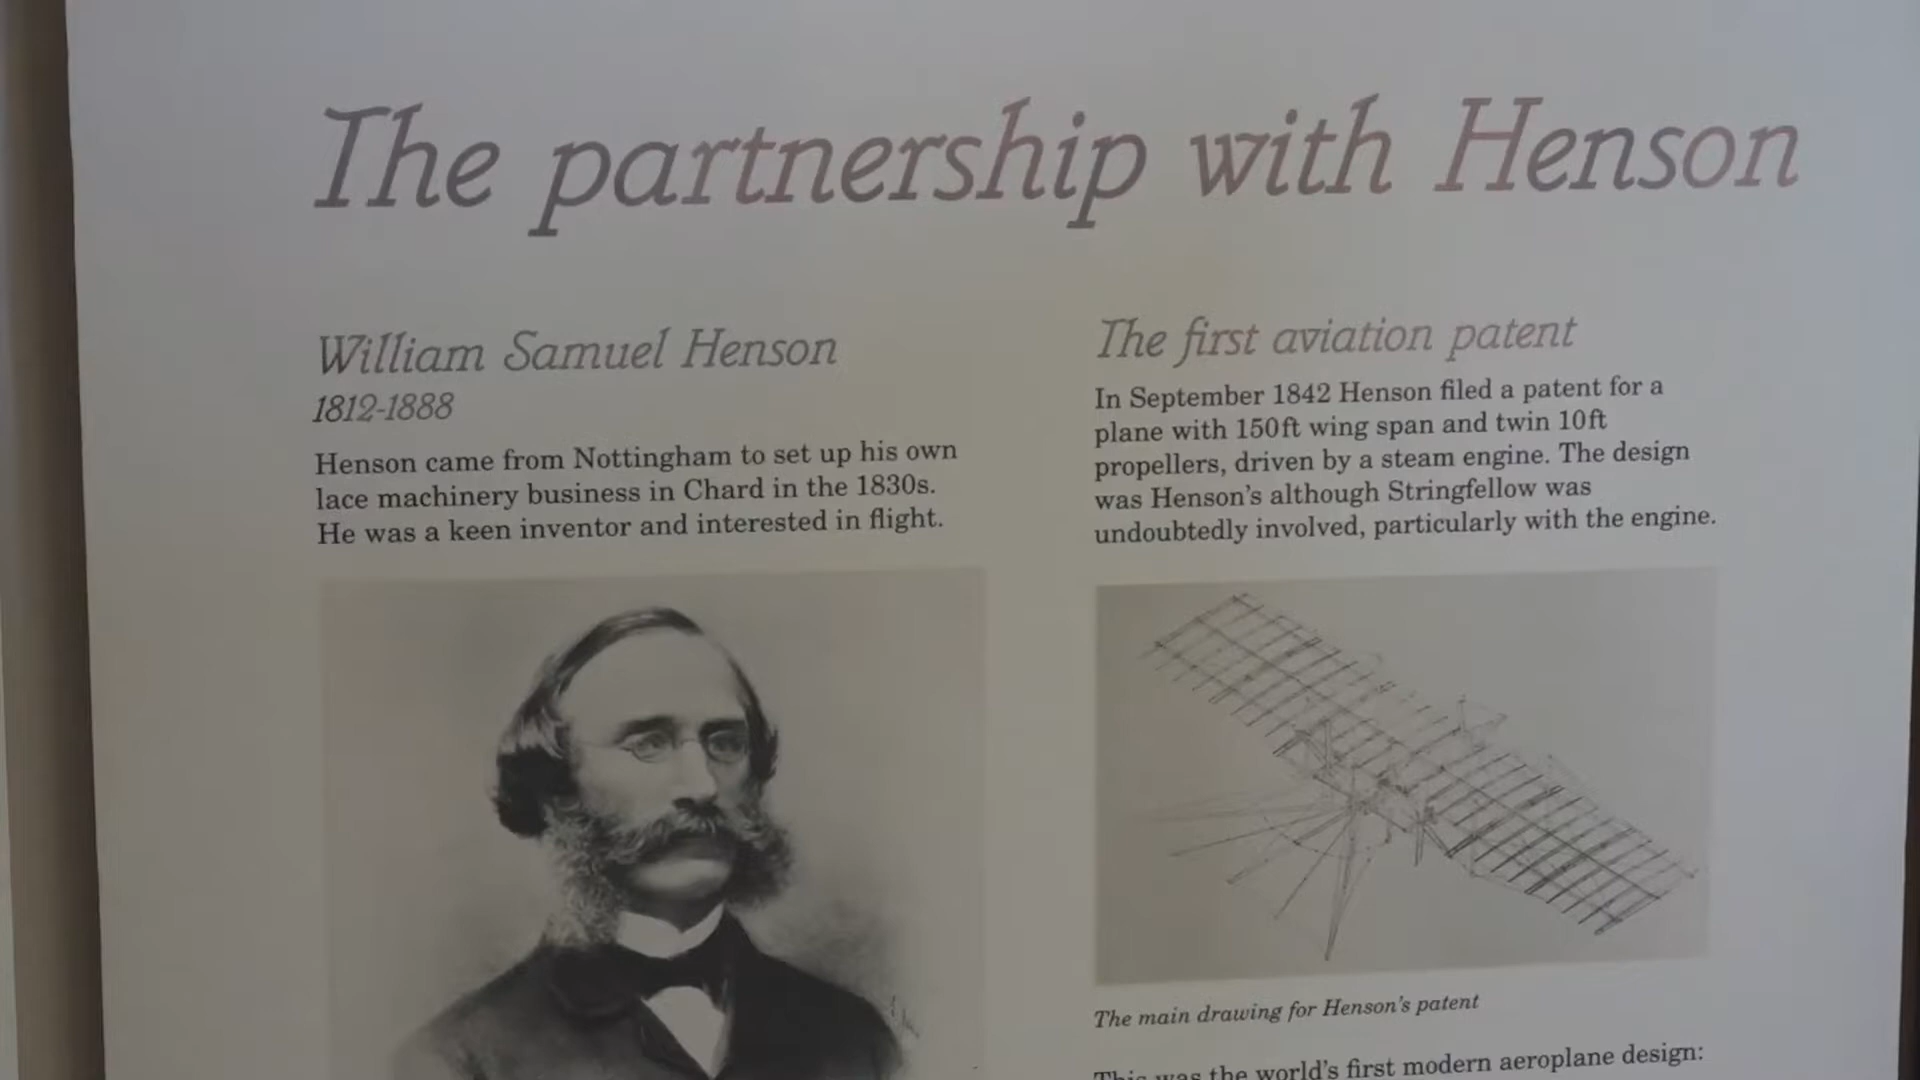 The partnership with Henson
William Samuel Henson
1812-1888
Henson came from Nottingham to set up his own
lace machinery business in Chard in the 1830s.
He was a keen inventor and interested in flight.
The first aviation patent
In September 1842 Henson filed a patent for a
plane with 150ft wing span and twin 10ft
propellers, driven by a steam engine. The design
was Henson's although Stringfellow was
undoubtedly involved, particularly with the engine.
The main drawing for Henson's patent
This was the world's first modern aeroplane design: